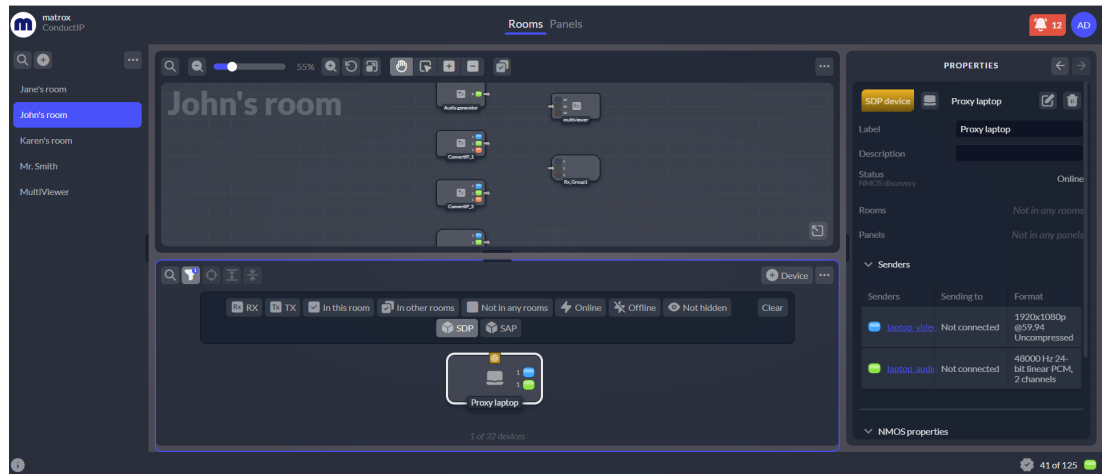 matrox
ConductIP
Rooms Panels
12
AD
Jane's room
John's room
Karen's room
Mr. Smith
MultiViewer
55%
John's room
Audio generator
ConvertIP_1
ConvertIP_2
multiviewer
Rx_Group1
Device
RX TX In this room In other rooms Not in any rooms Online Offline Not hidden Clear
SDP SAP
1
1
Proxy laptop
1 of 32 devices
PROPERTIES
SDP device Proxy laptop
Label Proxy laptop
Description
Status Online
NMOS discovery
Rooms Not in any rooms
Panels Not in any panels
Senders
Senders Sending to Format
laptop_vide Not connected 1920x1080p
@59.94
Uncompressed
laptop_audi Not connected 48000 Hz 24-
bit linear PCM,
2 channels
NMOS properties
41 of 125